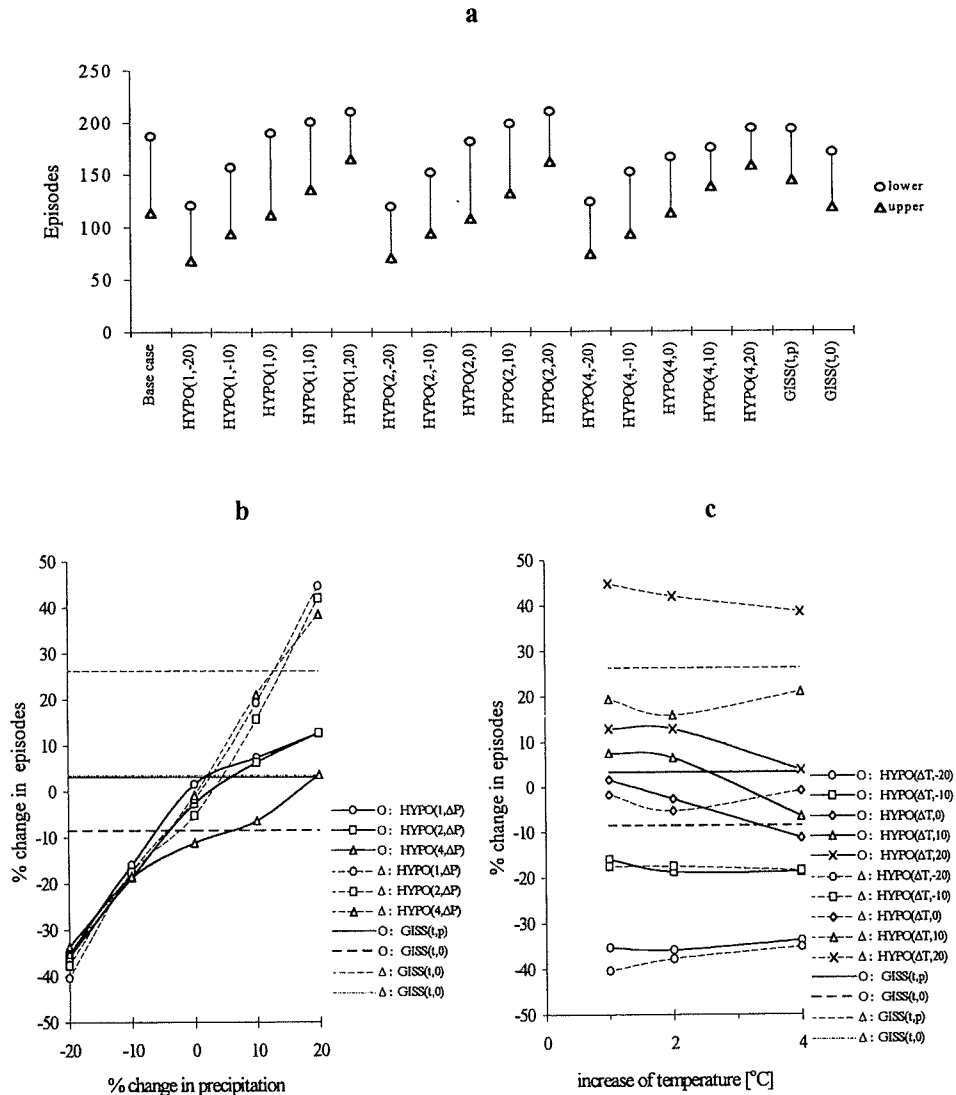 a
250
200
150
100
50
0
Episodes
Base case
HYPO(1,-20)
HYPO(1,-10)
HYPO(1,0)
HYPO(1,10)
HYPO(1,20)
HYPO(2,-20)
HYPO(2,-10)
HYPO(2,0)
HYPO(2,10)
HYPO(2,20)
HYPO(4,-20)
HYPO(4,-10)
HYPO(4,0)
HYPO(4,10)
HYPO(4,20)
GISS(t,p)
GISS(t,0)
lower
upper
b
50
40
30
20
10
0
-10
-20
-30
-40
-50
% change in episodes
-20
-10
0
10
20
% change in precipitation
O: HYPO(1,ΔP)
O: HYPO(2,ΔP)
O: HYPO(4,ΔP)
Δ: HYPO(1,ΔP)
Δ: HYPO(2,ΔP)
Δ: HYPO(4,ΔP)
O: GISS(t,p)
O: GISS(t,0)
Δ: GISS(t,0)
Δ: GISS(t,0)
c
50
40
30
20
10
0
-10
-20
-30
-40
-50
% change in episodes
0
2
4
increase of temperature [°C]
O: HYPO(ΔT,-20)
O: HYPO(ΔT,-10)
O: HYPO(ΔT,0)
O: HYPO(ΔT,10)
O: HYPO(ΔT,20)
Δ: HYPO(ΔT,-20)
Δ: HYPO(ΔT,-10)
Δ: HYPO(ΔT,0)
Δ: HYPO(ΔT,10)
Δ: HYPO(ΔT,20)
O: GISS(t,p)
O: GISS(t,0)
Δ: GISS(t,p)
Δ: GISS(t,0)